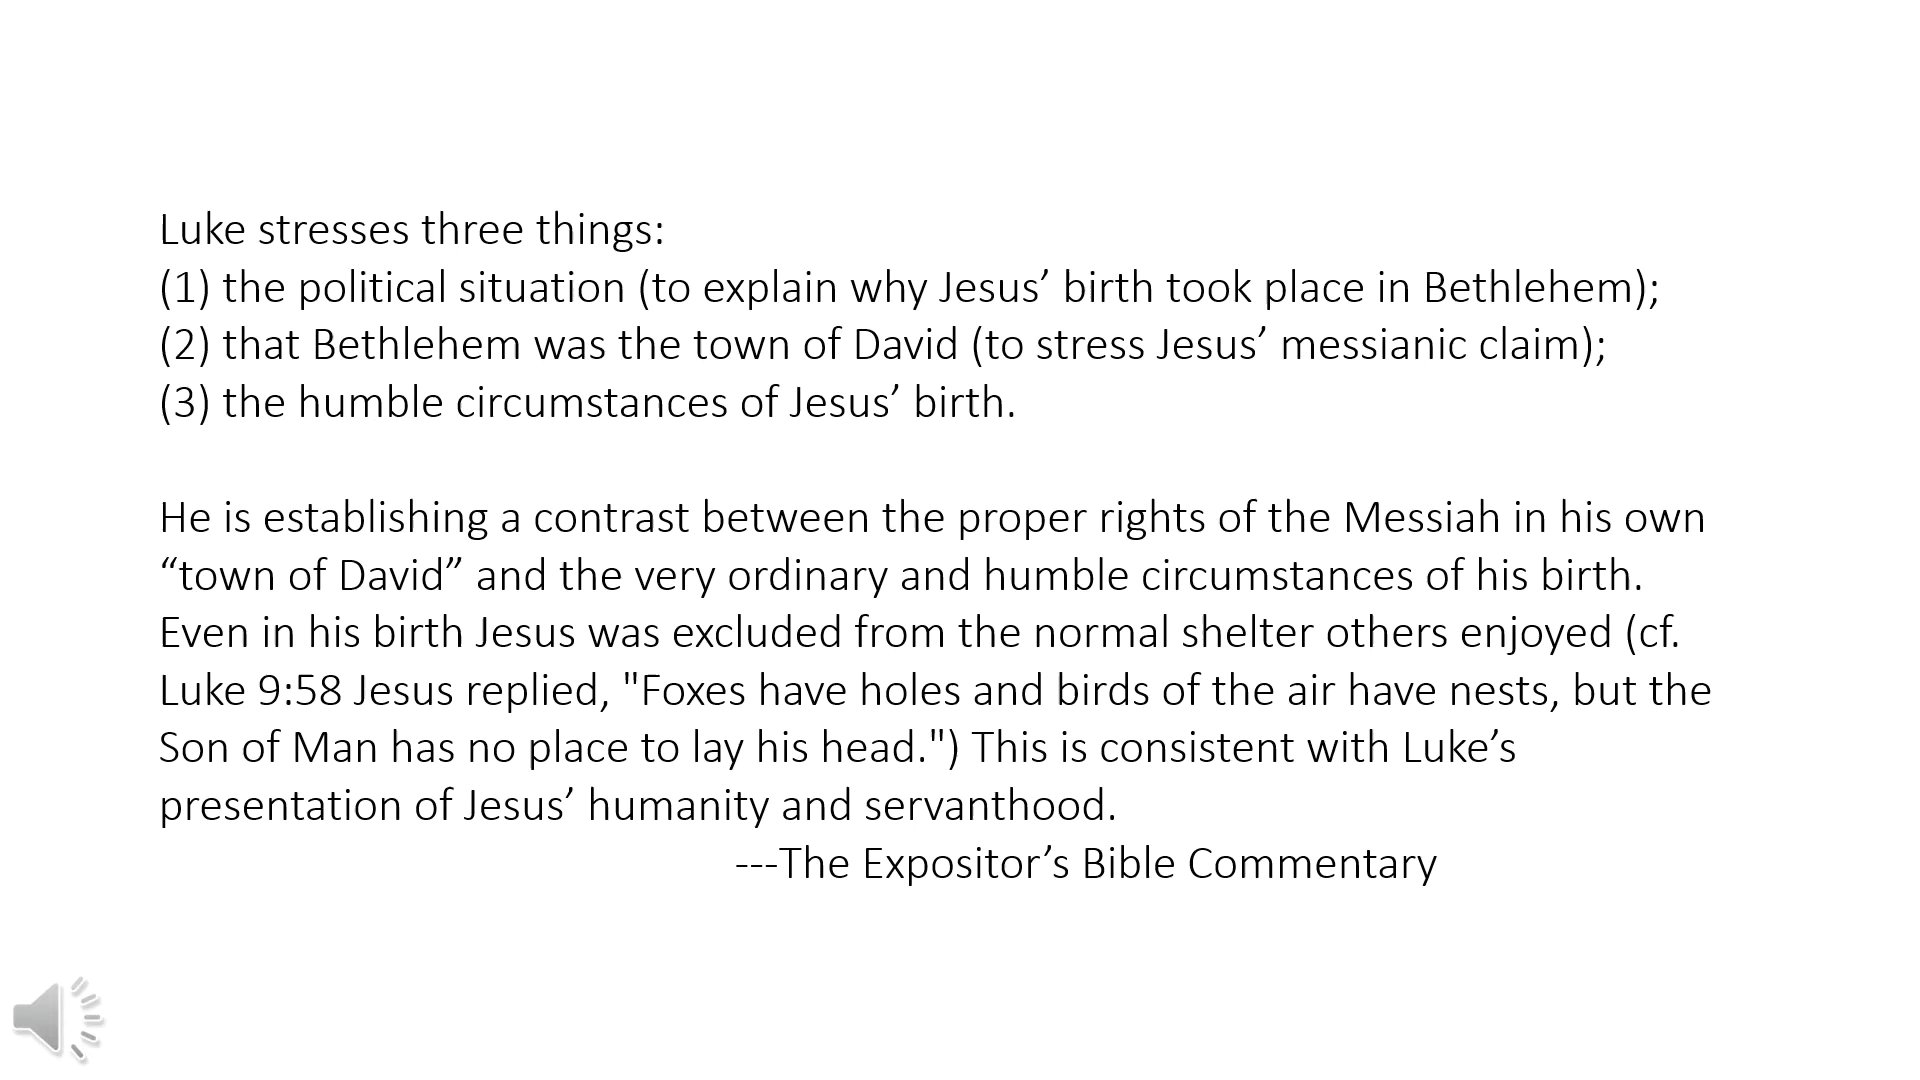 Luke stresses three things:
(1) the political situation (to explain why Jesus’ birth took place in Bethlehem);
(2) that Bethlehem was the town of David (to stress Jesus’ messianic claim);
(3) the humble circumstances of Jesus’ birth.
He is establishing a contrast between the proper rights of the Messiah in his own
“town of David” and the very ordinary and humble circumstances of his birth.
Even in his birth Jesus was excluded from the normal shelter others enjoyed (cf.
Luke 9:58 Jesus replied, "Foxes have holes and birds of the air have nests, but the
Son of Man has no place to lay his head.") This is consistent with Luke’s
presentation of Jesus’ humanity and servanthood.
---The Expositor’s Bible Commentary